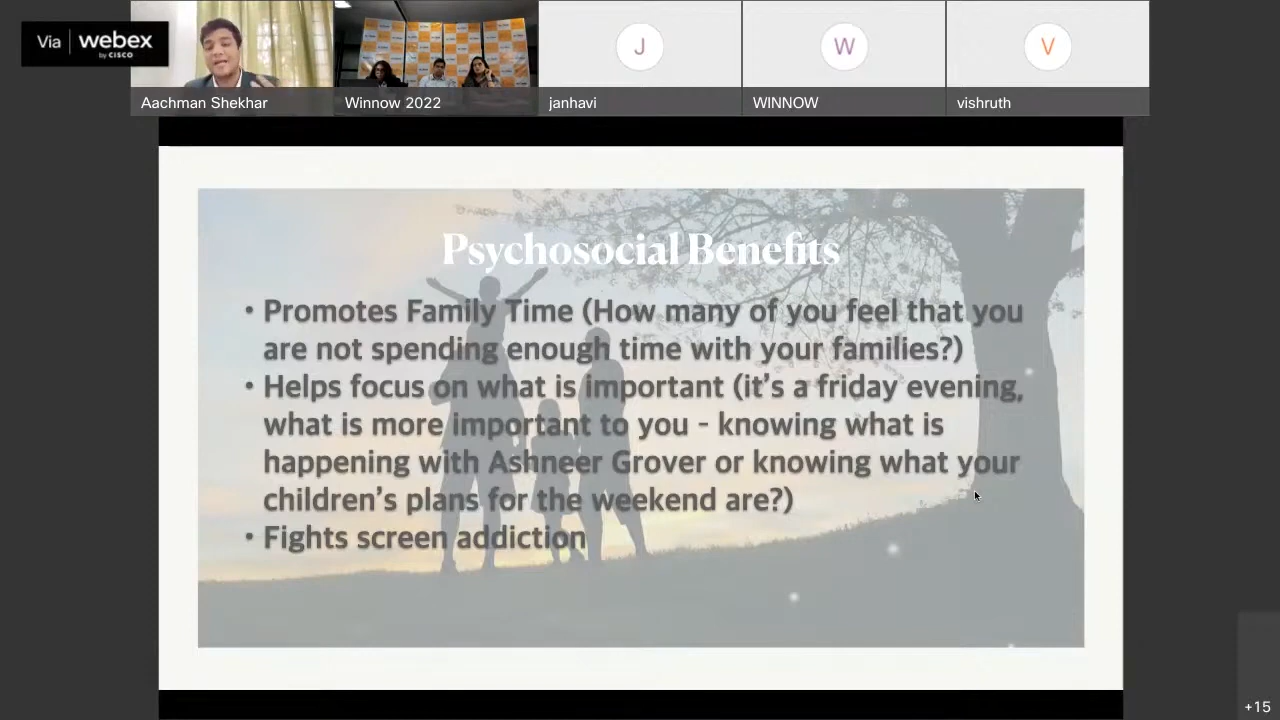 Via webex
by CISCO
Aachman Shekhar
Winnow 2022
J
janhavi
W
WINNOW
V
vishruth
Psychosocial Benefits
• Promotes Family Time (How many of you feel that you
are not spending enough time with your families?)
• Helps focus on what is important (it's a friday evening,
what is more important to you - knowing what is
happening with Ashneer Grover or knowing what your
children's plans for the weekend are?)
• Fights screen addiction
+15